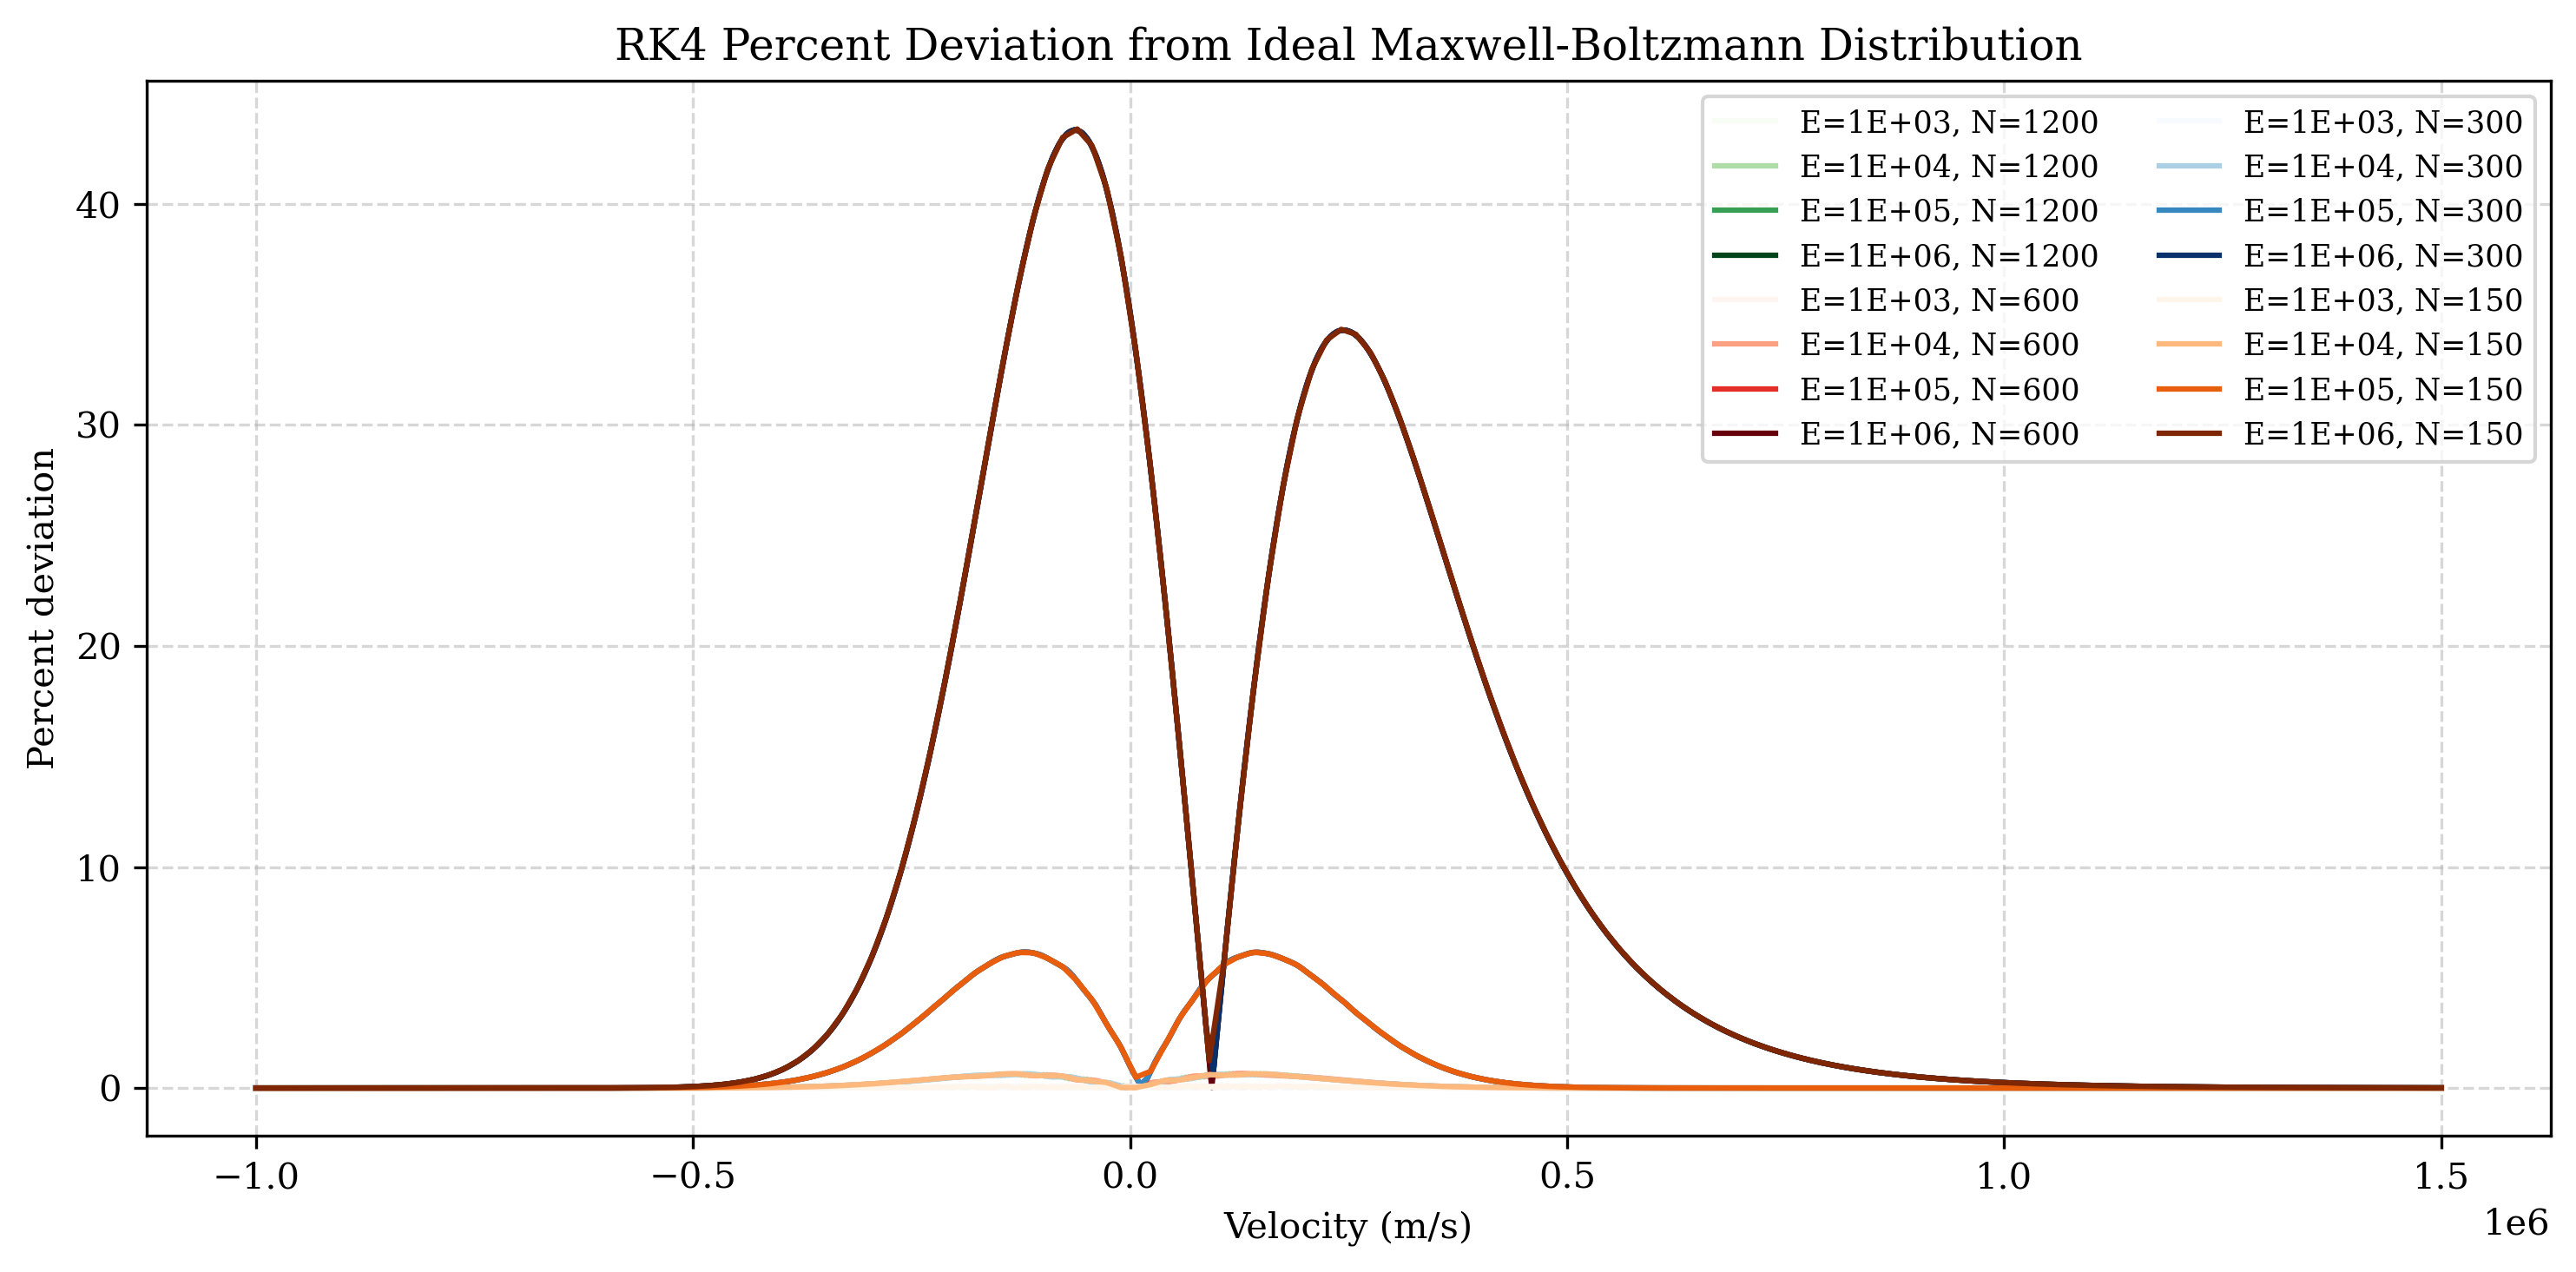 RK4 Percent Deviation from Ideal Maxwell-Boltzmann Distribution
Percent deviation
40
30
20
10
0
E=1E+03, N=1200
E=1E+04, N=1200
E=1E+05, N=1200
E=1E+06, N=1200
E=1E+03, N=600
E=1E+04, N=600
E=1E+05, N=600
E=1E+06, N=600
E=1E+03, N=300
E=1E+04, N=300
E=1E+05, N=300
E=1E+06, N=300
E=1E+03, N=150
E=1E+04, N=150
E=1E+05, N=150
E=1E+06, N=150
−1.0 −0.5 0.0 0.5 1.0 1.5
Velocity (m/s)
1e6